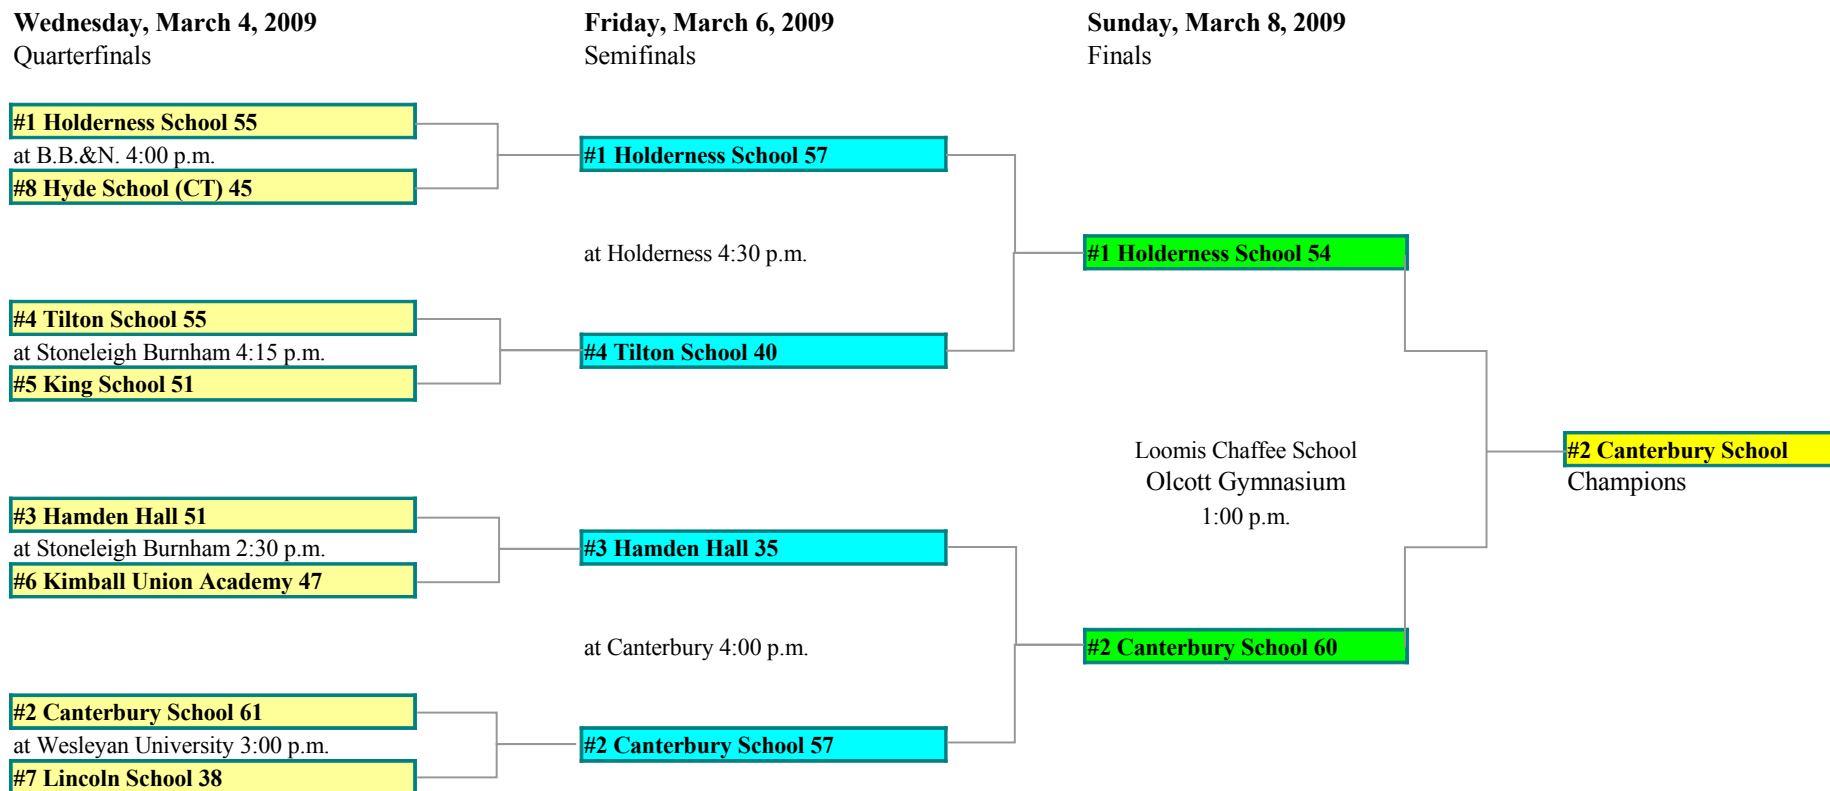 Wednesday, March 4, 2009
Quarterfinals
Friday, March 6, 2009
Semifinals
Sunday, March 8, 2009
Finals
#1 Holderness School 55
at B.B.&N. 4:00 p.m.
#8 Hyde School (CT) 45
#4 Tilton School 55
at Stoneleigh Burnham 4:15 p.m.
#5 King School 51
#3 Hamden Hall 51
at Stoneleigh Burnham 2:30 p.m.
#6 Kimball Union Academy 47
#2 Canterbury School 61
at Wesleyan University 3:00 p.m.
#7 Lincoln School 38
#1 Holderness School 57
at Holderness 4:30 p.m.
#4 Tilton School 40
#3 Hamden Hall 35
at Canterbury 4:00 p.m.
#2 Canterbury School 57
#1 Holderness School 54
Loomis Chaffee School
Olcott Gymnasium
1:00 p.m.
#2 Canterbury School 60
#2 Canterbury School
Champions